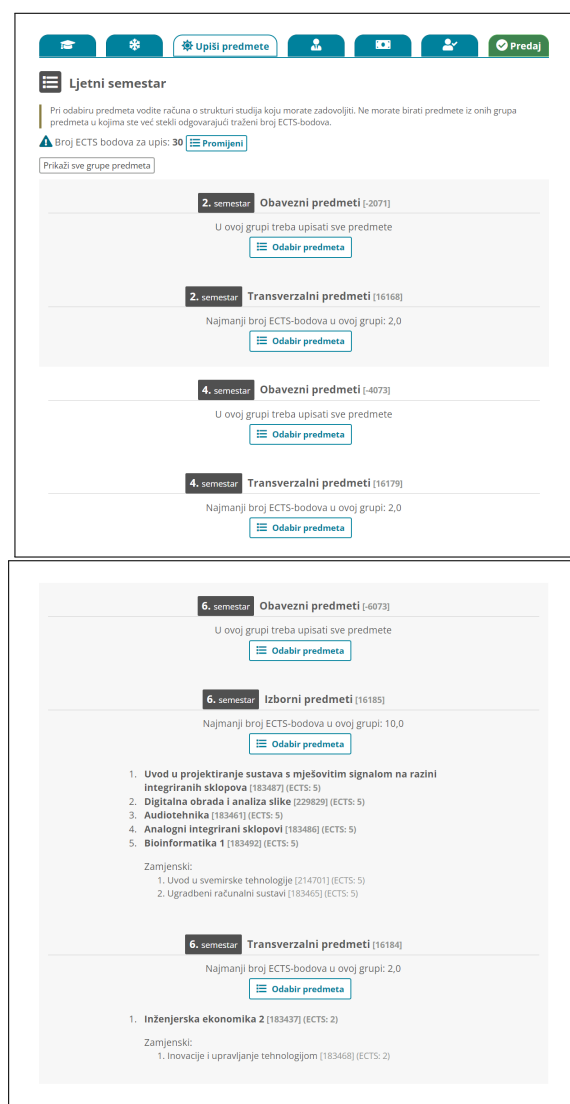 Upiši predmete
Predaj
Ljetni semestar
Pri odabiru predmeta vodite računa o strukturi studija koju morate zadovoljiti. Ne morate birati predmete iz onih grupa
predmeta u kojima ste već stekli odgovarajući traženi broj ECTS-bodova.
Broj ECTS bodova za upis: 30 Promijeni
Prikaži sve grupe predmeta
2. semestar Obavezni predmeti [-2071]
U ovoj grupi treba upisati sve predmete
Odabir predmeta
2. semestar Transverzalni predmeti [16168]
Najmanji broj ECTS-bodova u ovoj grupi: 2,0
Odabir predmeta
4. semestar Obavezni predmeti [-4073]
U ovoj grupi treba upisati sve predmete
Odabir predmeta
4. semestar Transverzalni predmeti [16179]
Najmanji broj ECTS-bodova u ovoj grupi: 2,0
Odabir predmeta
6. semestar Obavezni predmeti [-6073]
U ovoj grupi treba upisati sve predmete
Odabir predmeta
6. semestar Izborni predmeti [16185]
Najmanji broj ECTS-bodova u ovoj grupi: 10,0
Odabir predmeta
1. Uvod u projektiranje sustava s mješovitim signalom na razini
integriranih sklopova [183487] (ECTS: 5)
2. Digitalna obrada i analiza slike [229829] (ECTS: 5)
3. Audiotehnika [183461] (ECTS: 5)
4. Analogni integrirani sklopovi [183486] (ECTS: 5)
5. Bioinformatika 1 [183492] (ECTS: 5)
Zamjenski:
1. Uvod u svemirske tehnologije [214701] (ECTS: 5)
2. Ugradbeni računalni sustavi [183465] (ECTS: 5)
6. semestar Transverzalni predmeti [16184]
Najmanji broj ECTS-bodova u ovoj grupi: 2,0
Odabir predmeta
1. Inženjerska ekonomika 2 [183437] (ECTS: 2)
Zamjenski:
1. Inovacije i upravljanje tehnologijom [183468] (ECTS: 2)